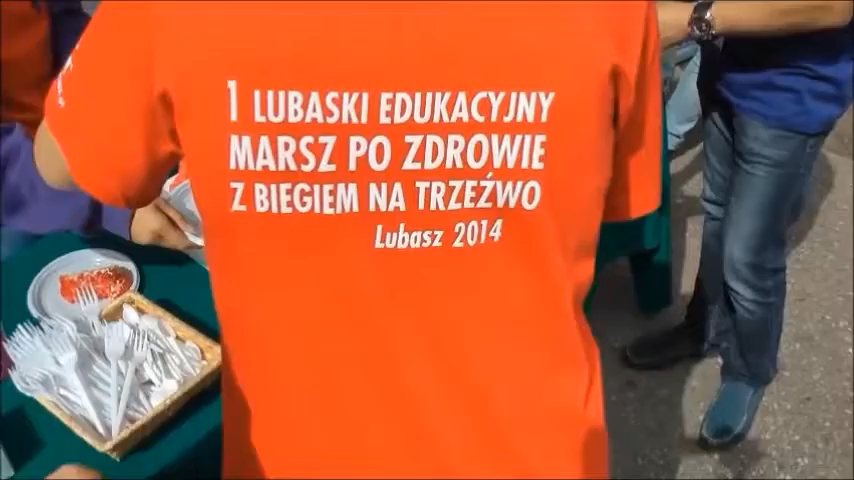 1 LUBASKI EDUKACYJNY
MARSZ PO ZDROWIE
Z BIEGIEM NA TRZEŹWO
Lubasz 2014